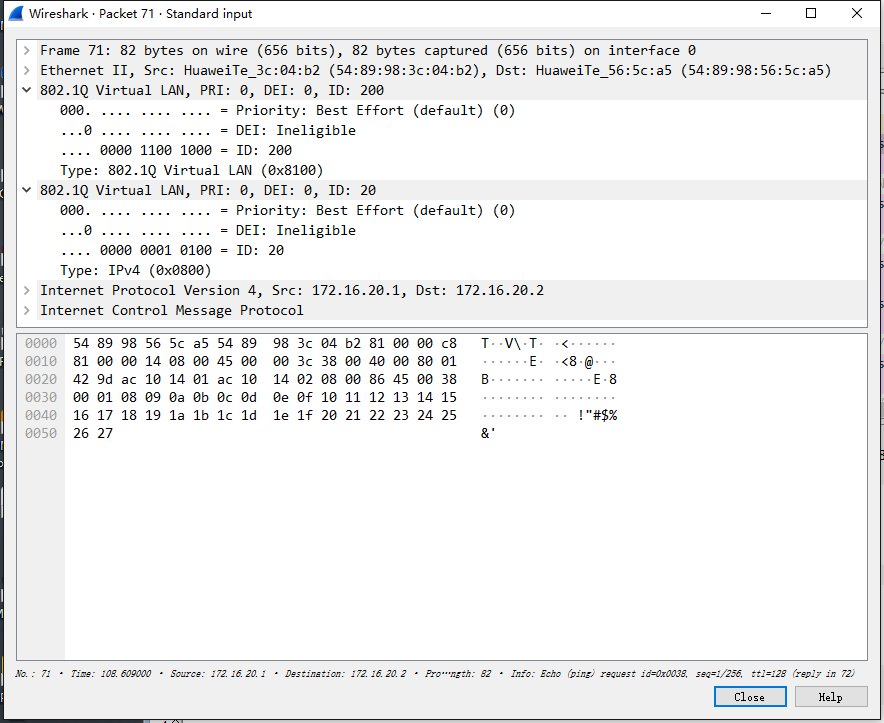 Wireshark · Packet 71 · Standard input
Frame 71: 82 bytes on wire (656 bits), 82 bytes captured (656 bits) on interface 0
Ethernet II, Src: HuaweiTe_3c:04:b2 (54:89:98:3c:04:b2), Dst: HuaweiTe_56:5c:a5 (54:89:98:56:5c:a5)
802.1Q Virtual LAN, PRI: 0, DEI: 0, ID: 200
000. .... .... .... = Priority: Best Effort (default) (0)
...0 .... .... .... = DEI: Ineligible
.... 0000 1100 1000 = ID: 200
Type: 802.1Q Virtual LAN (0x8100)
802.1Q Virtual LAN, PRI: 0, DEI: 0, ID: 20
000. .... .... .... = Priority: Best Effort (default) (0)
...0 .... .... .... = DEI: Ineligible
.... 0000 0001 0100 = ID: 20
Type: IPv4 (0x0800)
Internet Protocol Version 4, Src: 172.16.20.1, Dst: 172.16.20.2
Internet Control Message Protocol
0000 54 89 98 56 5c a5 54 89 98 3c 04 b2 81 00 00 c8 T··V\·T· ·<······
0010 81 00 00 14 08 00 45 00 00 3c 38 00 40 00 80 01 ······E· ·<8·@···
0020 42 9d ac 10 14 01 ac 10 14 02 08 00 86 45 00 38 B······· ·····E·8
0030 00 01 08 09 0a 0b 0c 0d 0e 0f 10 11 12 13 14 15 ········ ········
0040 16 17 18 19 1a 1b 1c 1d 1e 1f 20 21 22 23 24 25 ········ ·· !"#$%
0050 26 27 &'
No.: 71 · Time: 108.609000 · Source: 172.16.20.1 · Destination: 172.16.20.2 · Pro···ngth: 82 · Info: Echo (ping) request id=0x0038, seq=1/256, ttl=128 (reply in 72)
Close Help